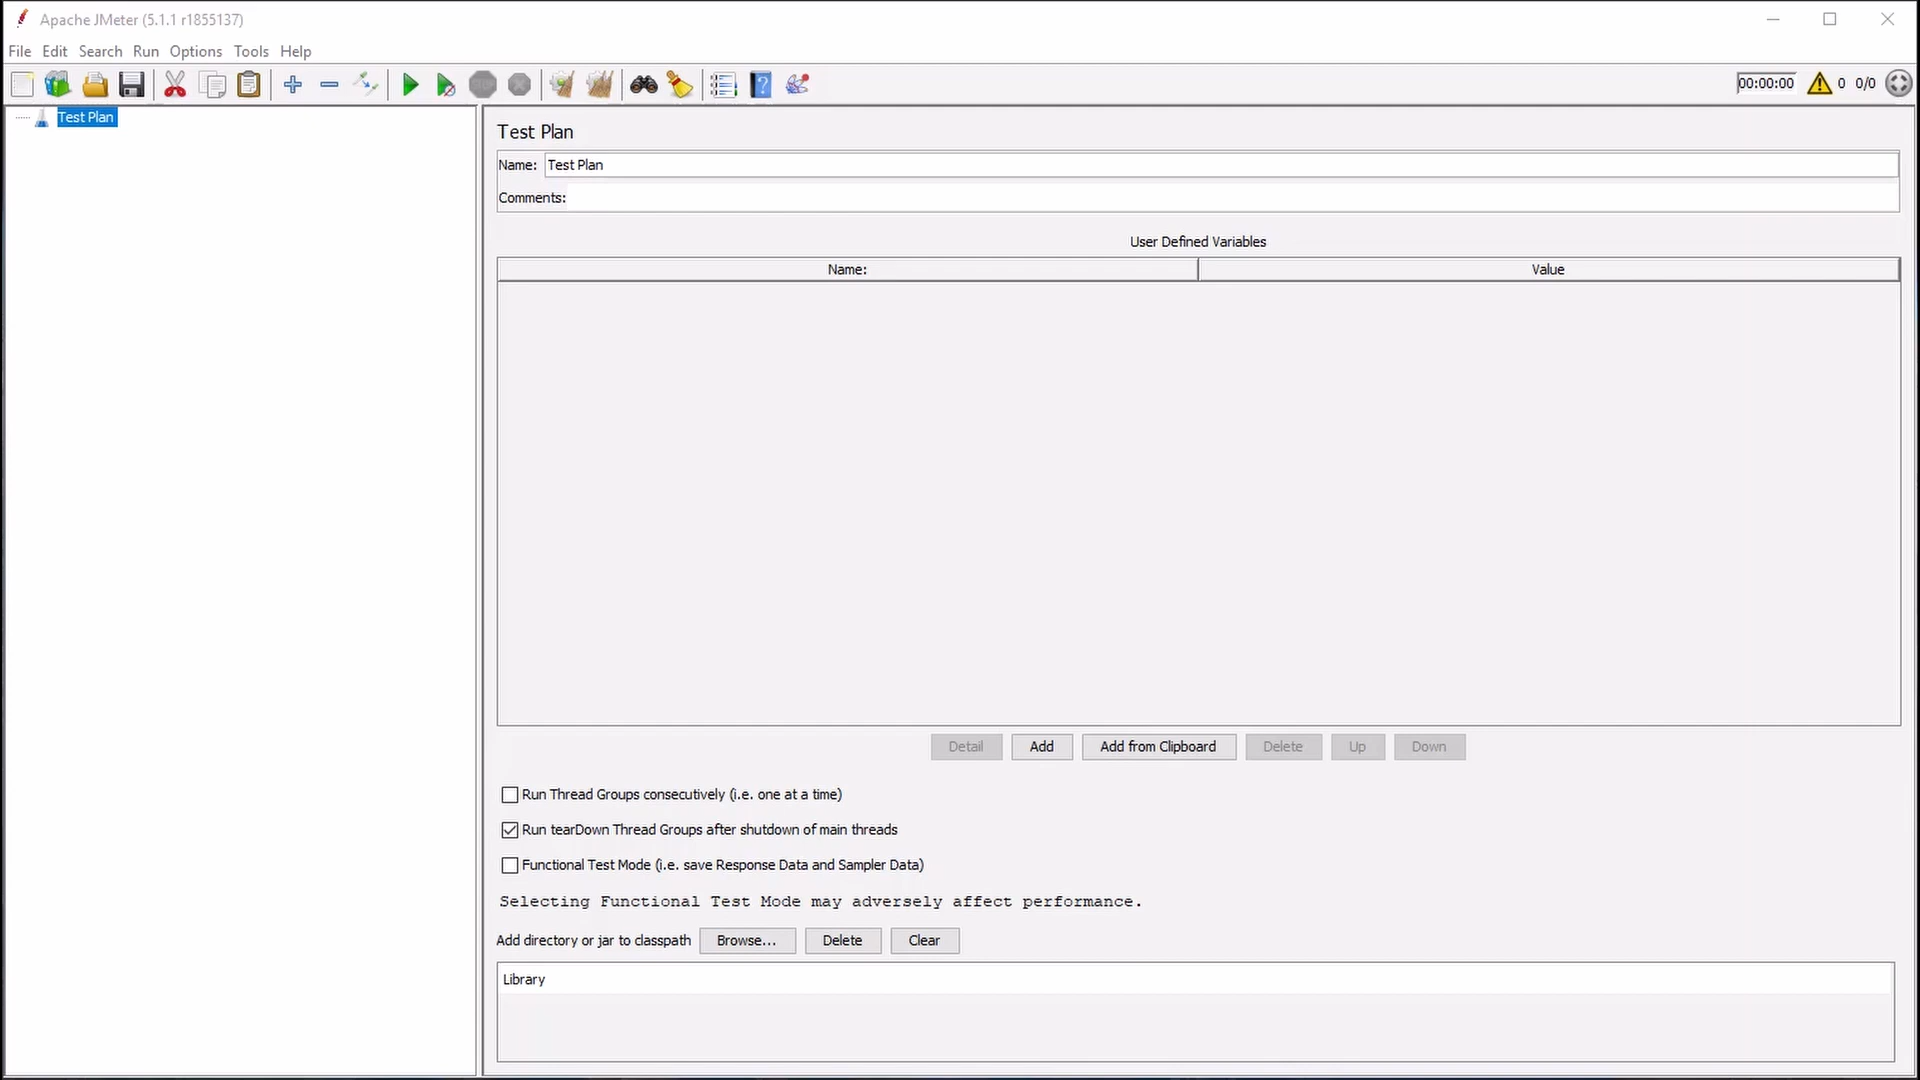 Apache JMeter (5.1.1 r1855137)
File Edit Search Run Options Tools Help
00:00:00 0 0/0
Test Plan
Test Plan
Name: Test Plan
Comments:
User Defined Variables
Name: Value
Detail Add Add from Clipboard Delete Up Down
Run Thread Groups consecutively (i.e. one at a time)
Run tearDown Thread Groups after shutdown of main threads
Functional Test Mode (i.e. save Response Data and Sampler Data)
Selecting Functional Test Mode may adversely affect performance.
Add directory or jar to classpath Browse... Delete Clear
Library